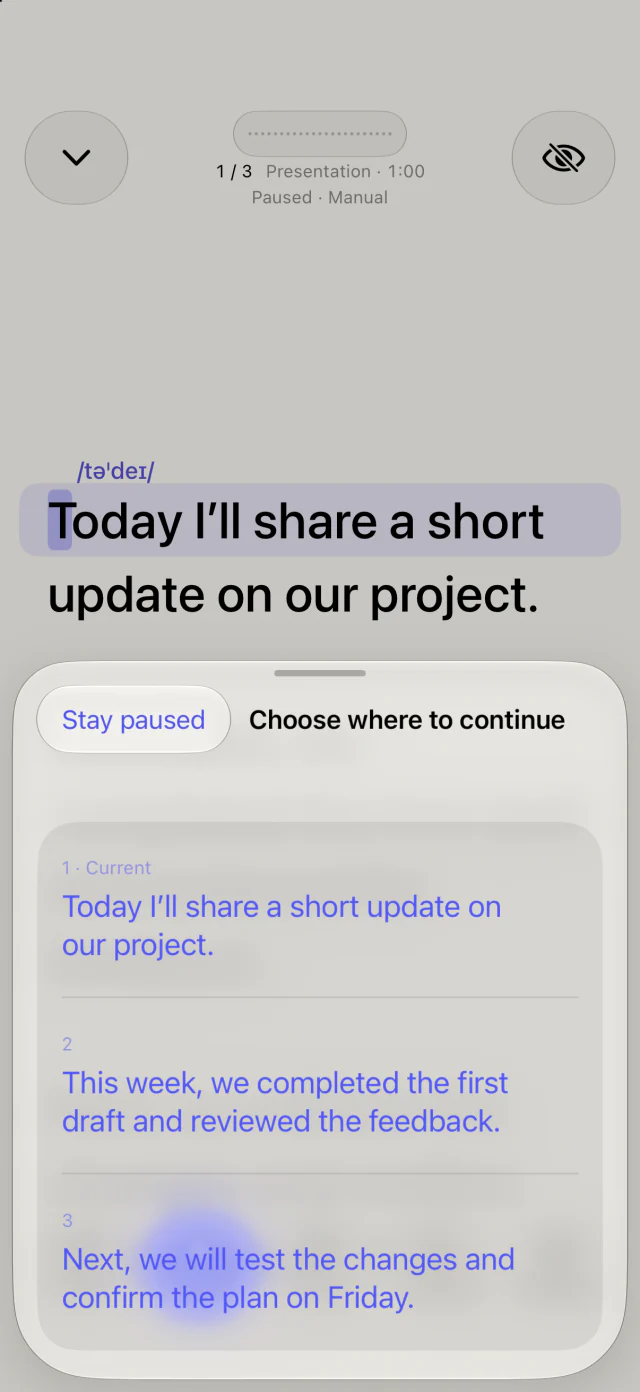 1 / 3 Presentation · 1:00
Paused · Manual
/təˈdeɪ/
Today I’ll share a short
update on our project.
Stay paused
Choose where to continue
1 · Current
Today I’ll share a short update on
our project.
2
This week, we completed the first
draft and reviewed the feedback.
3
Next, we will test the changes and
confirm the plan on Friday.